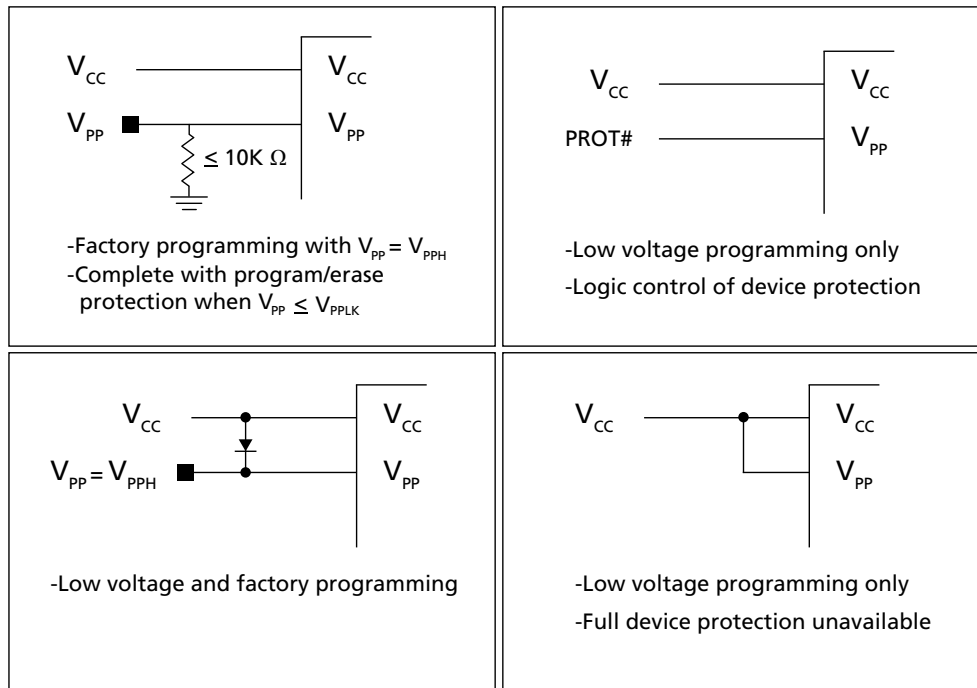 V_CC V_CC
V_PP V_PP
≤ 10K Ω
-Factory programming with V_PP = V_PPH
-Complete with program/erase
protection when V_PP ≤ V_PPLK
V_CC V_CC
PROT# V_PP
-Low voltage programming only
-Logic control of device protection
V_CC V_CC
V_PP = V_PPH V_PP
-Low voltage and factory programming
V_CC V_CC
V_PP
-Low voltage programming only
-Full device protection unavailable